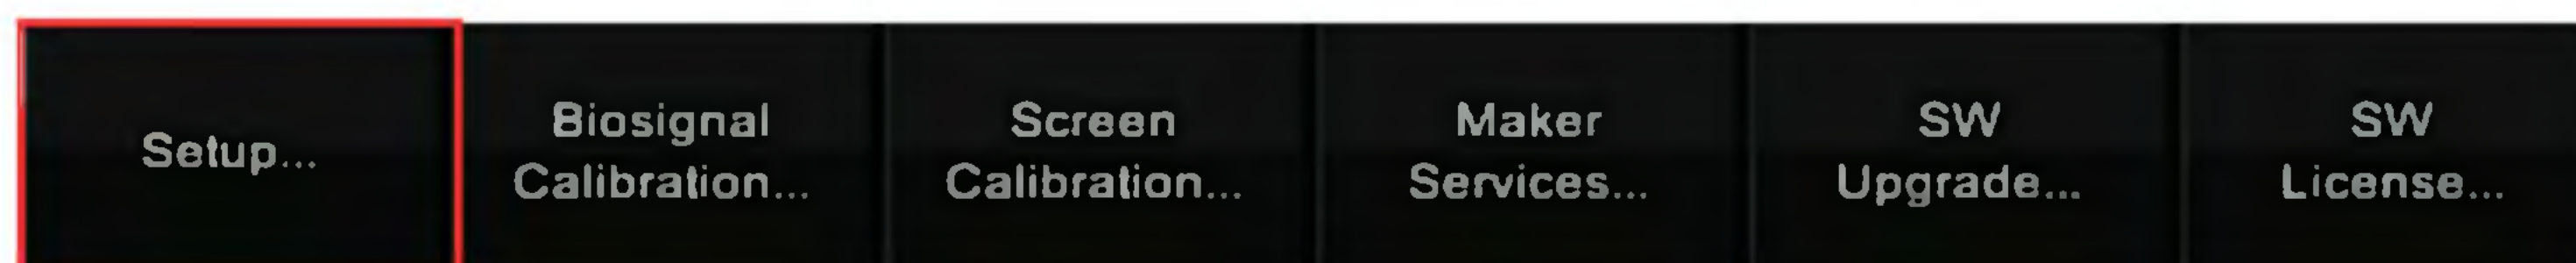 Setup...
Biosignal
Calibration...
Screen
Calibration...
Maker
Services...
SW
Upgrade...
SW
License...